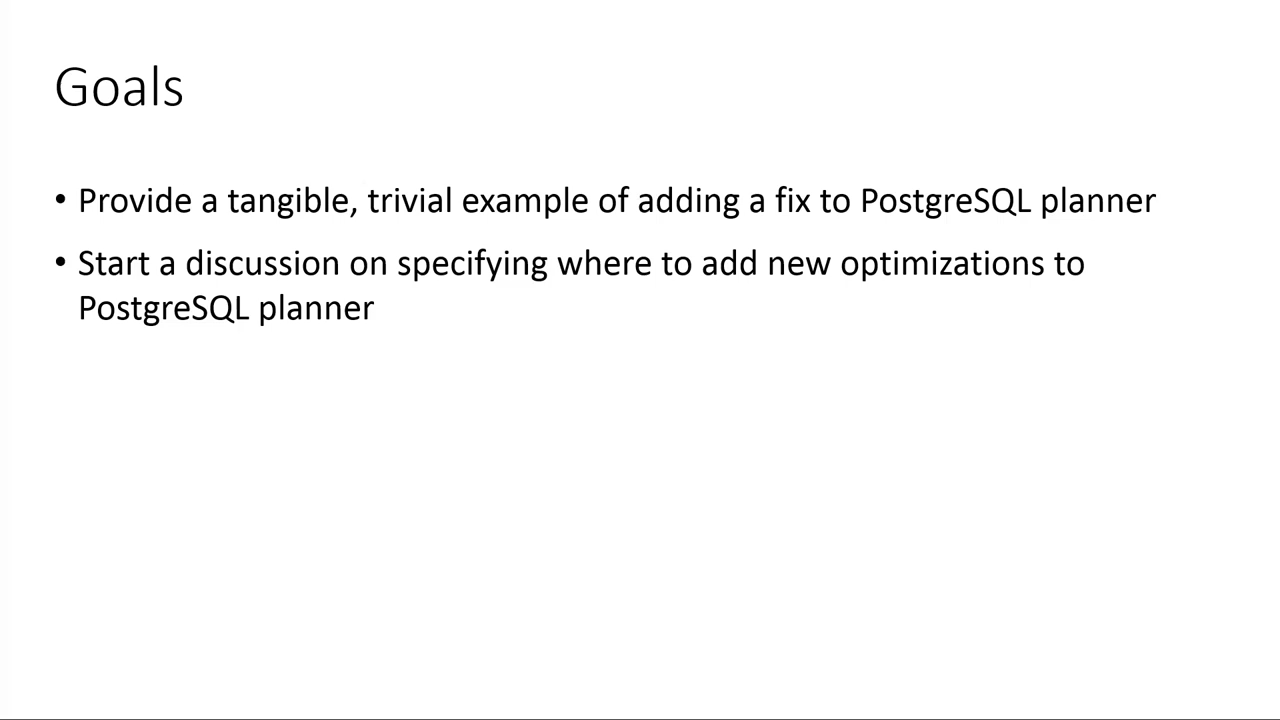 Goals
• Provide a tangible, trivial example of adding a fix to PostgreSQL planner
• Start a discussion on specifying where to add new optimizations to
PostgreSQL planner